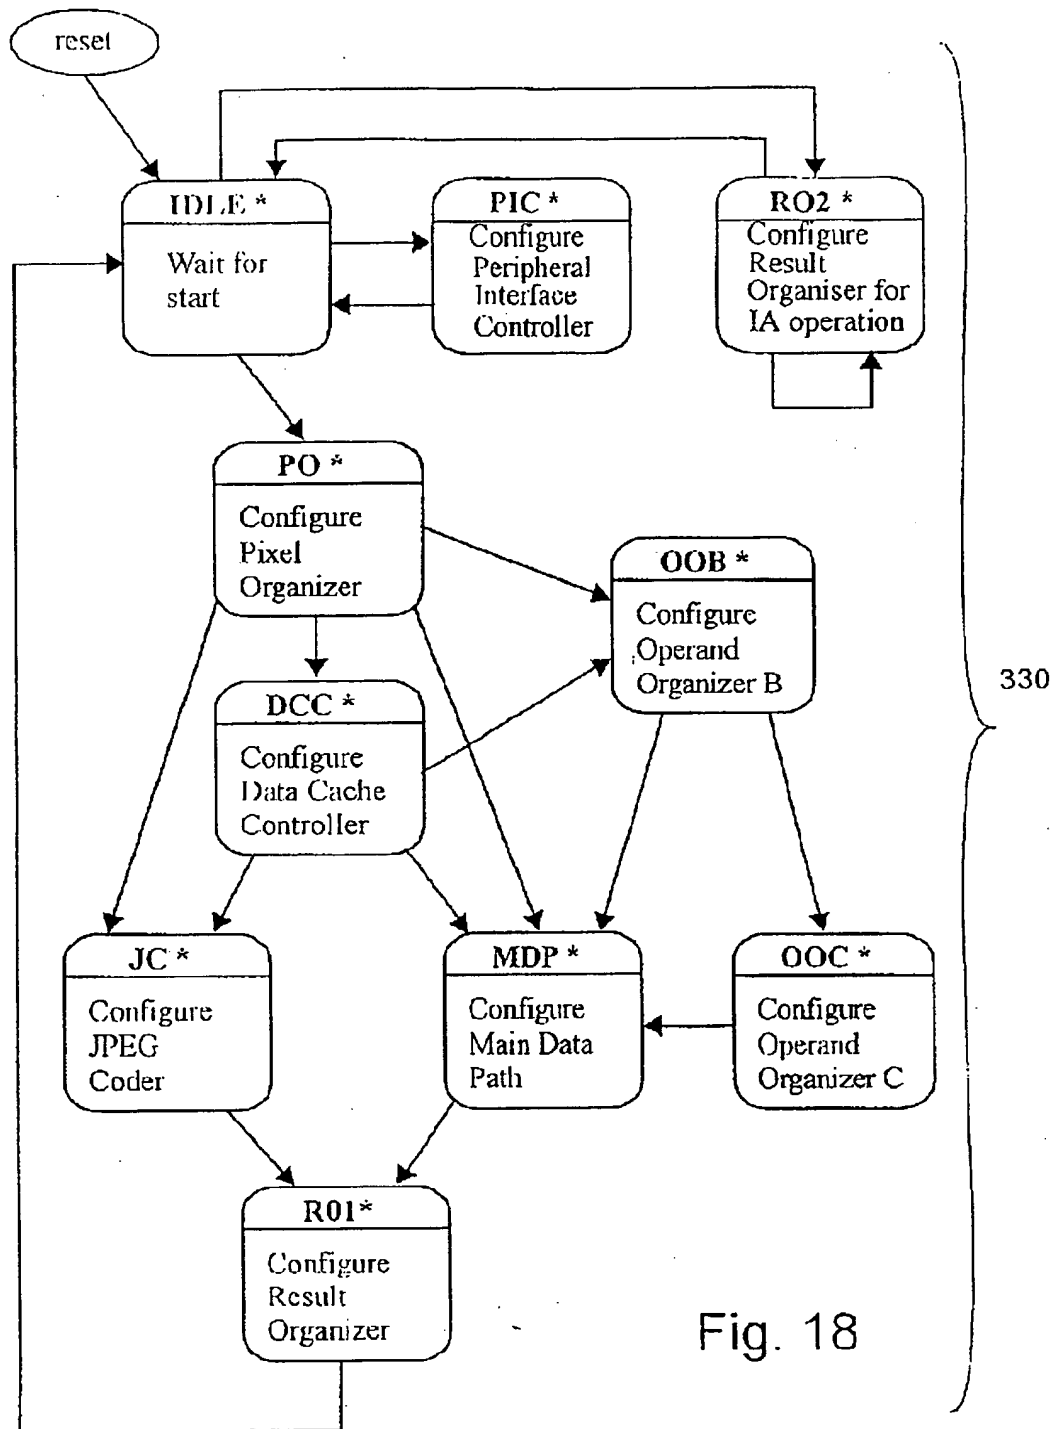 reset
IDLE *
Wait for
start
PIC *
Configure
Peripheral
Interface
Controller
RO2 *
Configure
Result
Organiser for
IA operation
PO *
Configure
Pixel
Organizer
OOB *
Configure
Operand
Organizer B
330
DCC *
Configure
Data Cache
Controller
JC *
Configure
JPEG
Coder
MDP *
Configure
Main Data
Path
OOC *
Configure
Operand
Organizer C
R01*
Configure
Result
Organizer
Fig. 18